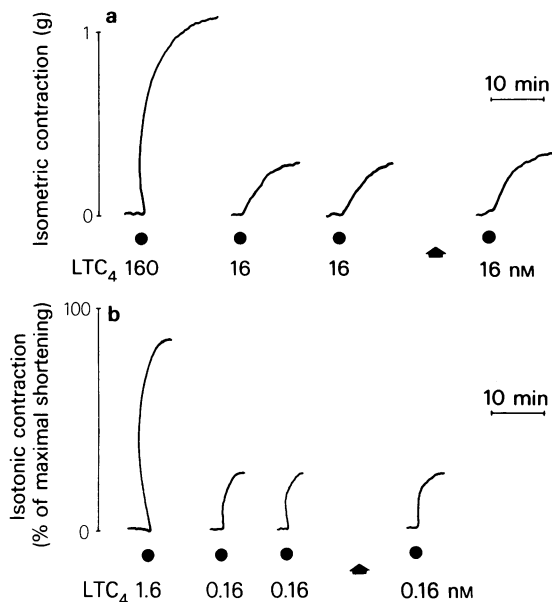 a
Isometric contraction (g)
1
0
10 min
LTC₄ 160 16 16 16 nM
b
Isotonic contraction
(% of maximal shortening)
100
0
10 min
LTC₄ 1.6 0.16 0.16 0.16 nM